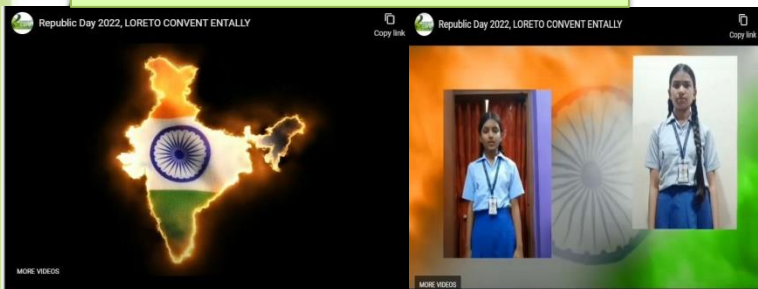 Republic Day 2022, LORETO CONVENT ENTALLY
Copy link
MORE VIDEOS
Republic Day 2022, LORETO CONVENT ENTALLY
Copy link
MORE VIDEOS